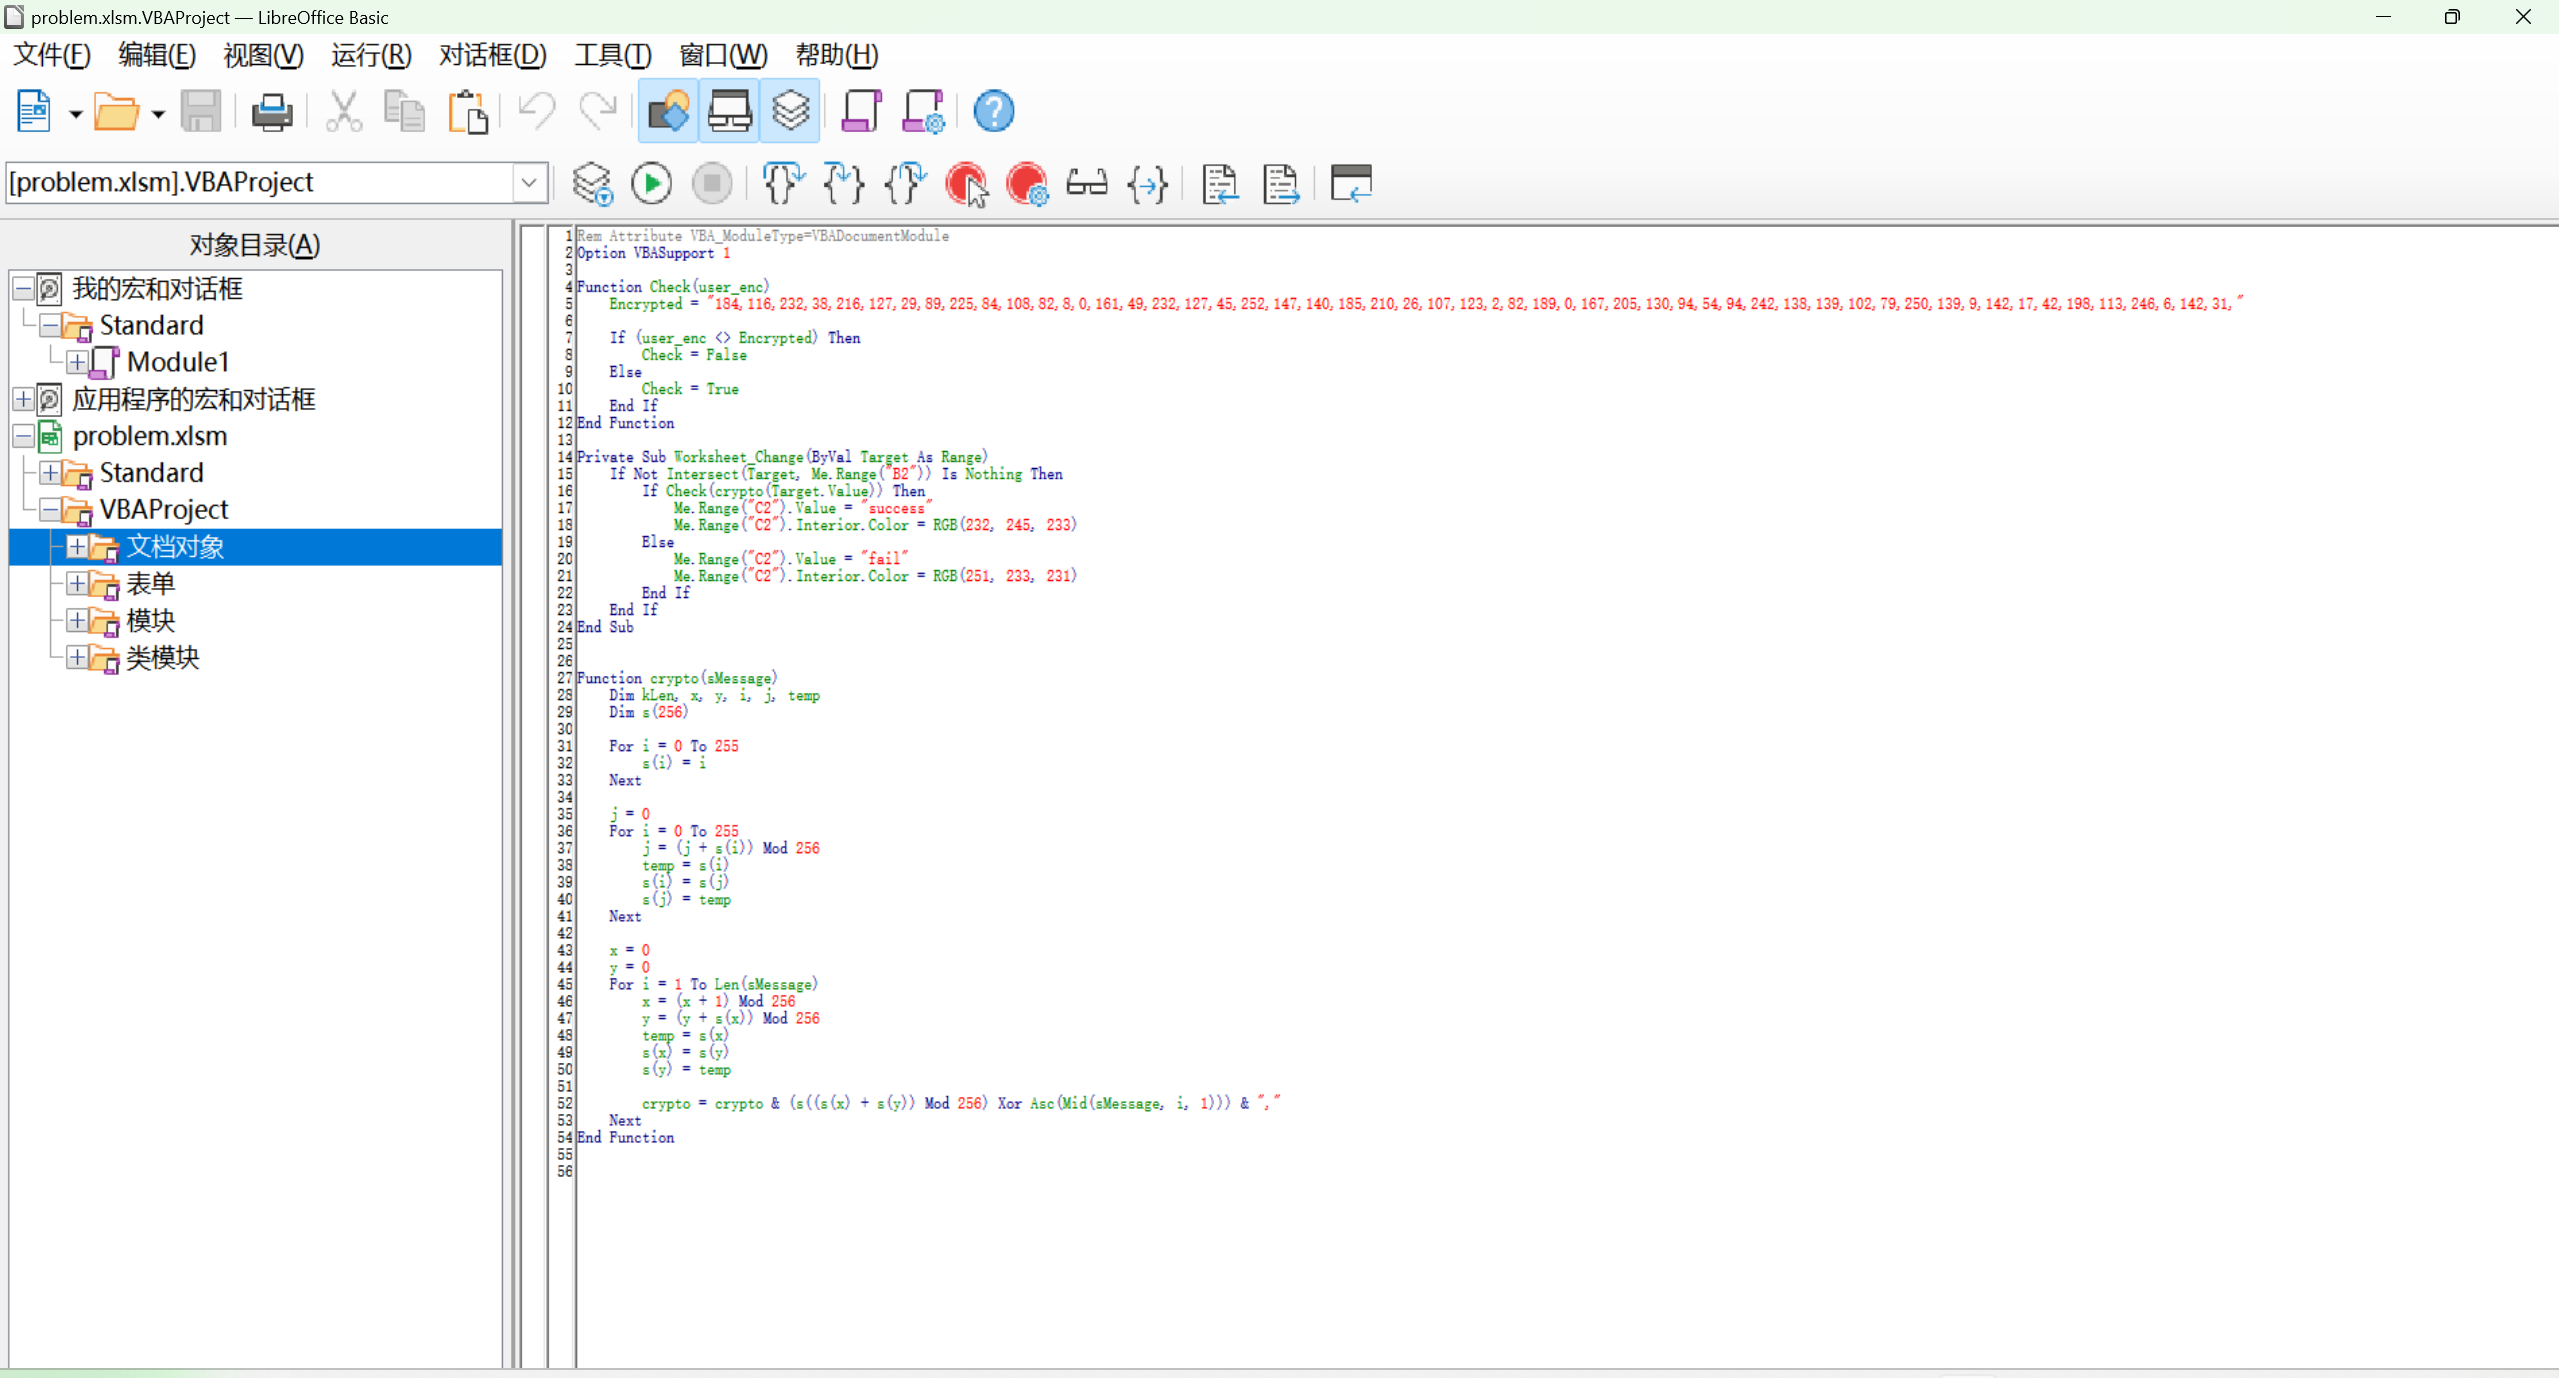 problem.xlsm.VBAProject — LibreOffice Basic
文件(F) 编辑(E) 视图(V) 运行(R) 对话框(D) 工具(T) 窗口(W) 帮助(H)
[problem.xlsm].VBAProject
对象目录(A)
我的宏和对话框
Standard
Module1
应用程序的宏和对话框
problem.xlsm
Standard
VBAProject
文档对象
表单
模块
类模块
1 Rem Attribute VBA_ModuleType=VBADocumentModule
2 Option VBASupport 1
3
4 Function Check(user_enc)
5     Encrypted = "184,116,232,38,216,127,29,89,225,84,108,82,8,0,161,49,232,127,45,252,147,140,185,210,26,107,123,2,82,189,0,167,205,130,94,54,94,242,138,139,102,79,250,139,9,142,17,42,198,113,246,6,142,31,"
6
7     If (user_enc <> Encrypted) Then
8         Check = False
9     Else
10         Check = True
11     End If
12 End Function
13
14 Private Sub Worksheet_Change(ByVal Target As Range)
15     If Not Intersect(Target, Me.Range("B2")) Is Nothing Then
16         If Check(crypto(Target.Value)) Then
17             Me.Range("C2").Value = "success"
18             Me.Range("C2").Interior.Color = RGB(232, 245, 233)
19         Else
20             Me.Range("C2").Value = "fail"
21             Me.Range("C2").Interior.Color = RGB(251, 233, 231)
22         End If
23     End If
24 End Sub
25
26
27 Function crypto(sMessage)
28     Dim kLen, x, y, i, j, temp
29     Dim s(256)
30
31     For i = 0 To 255
32         s(i) = i
33     Next
34
35     j = 0
36     For i = 0 To 255
37         j = (j + s(i)) Mod 256
38         temp = s(i)
39         s(i) = s(j)
40         s(j) = temp
41     Next
42
43     x = 0
44     y = 0
45     For i = 1 To Len(sMessage)
46         x = (x + 1) Mod 256
47         y = (y + s(x)) Mod 256
48         temp = s(x)
49         s(x) = s(y)
50         s(y) = temp
51
52         crypto = crypto & (s((s(x) + s(y)) Mod 256) Xor Asc(Mid(sMessage, i, 1))) & ","
53     Next
54 End Function
55
56